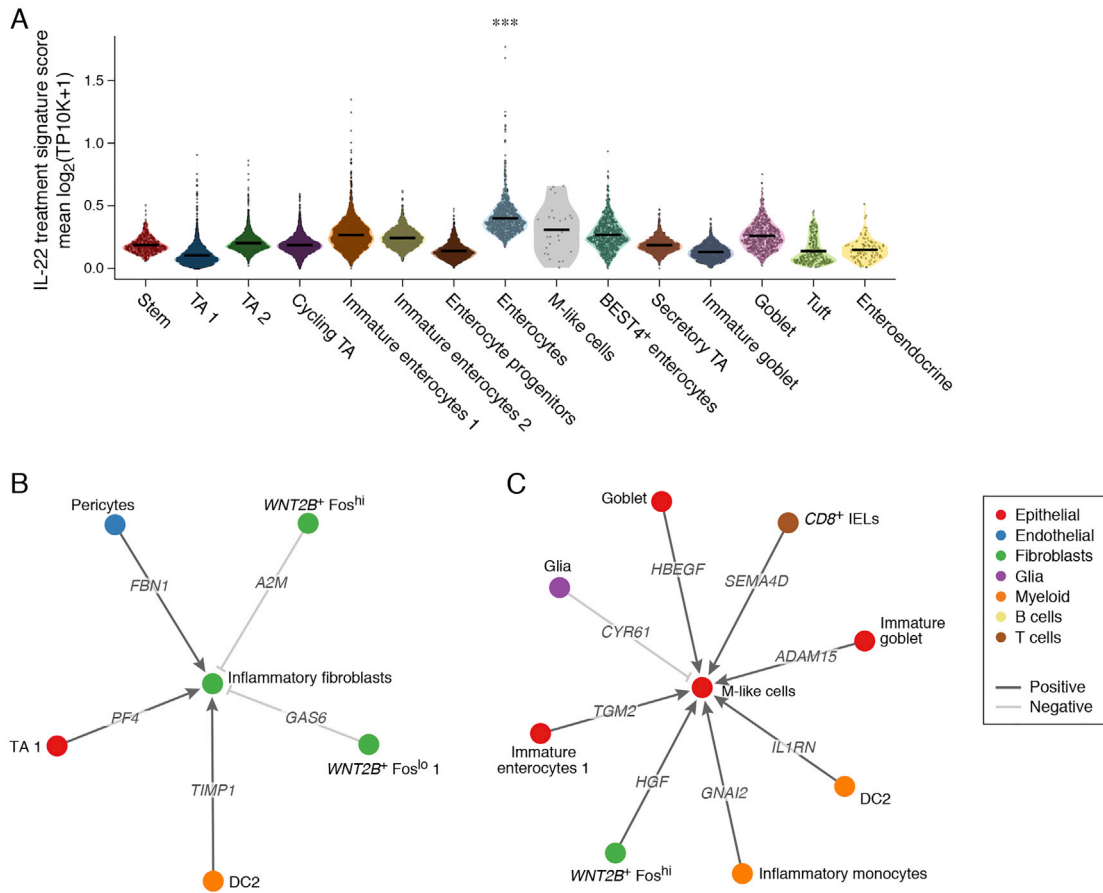 A
***
IL-22 treatment signature score
mean log₂(TP10K+1)
1.5
1.0
0.5
0.0
Stem
TA 1
TA 2
Cycling TA
Immature enterocytes 1
Immature enterocytes 2
Enterocyte progenitors
Enterocytes
M-like cells
BEST4⁺ enterocytes
Secretory TA
Immature goblet
Goblet
Tuft
Enteroendocrine
B
Pericytes
WNT2B⁺ Fosʰⁱ
FBN1
A2M
Inflammatory fibroblasts
PF4
GAS6
TA 1
WNT2B⁺ Fosˡᵒ 1
TIMP1
DC2
C
Goblet
CD8⁺ IELs
Glia
HBEGF
SEMA4D
CYR61
Immature
goblet
ADAM15
M-like cells
TGM2
Immature
enterocytes 1
IL1RN
HGF
GNAI2
DC2
WNT2B⁺ Fosʰⁱ
Inflammatory monocytes
Epithelial
Endothelial
Fibroblasts
Glia
Myeloid
B cells
T cells
Positive
Negative